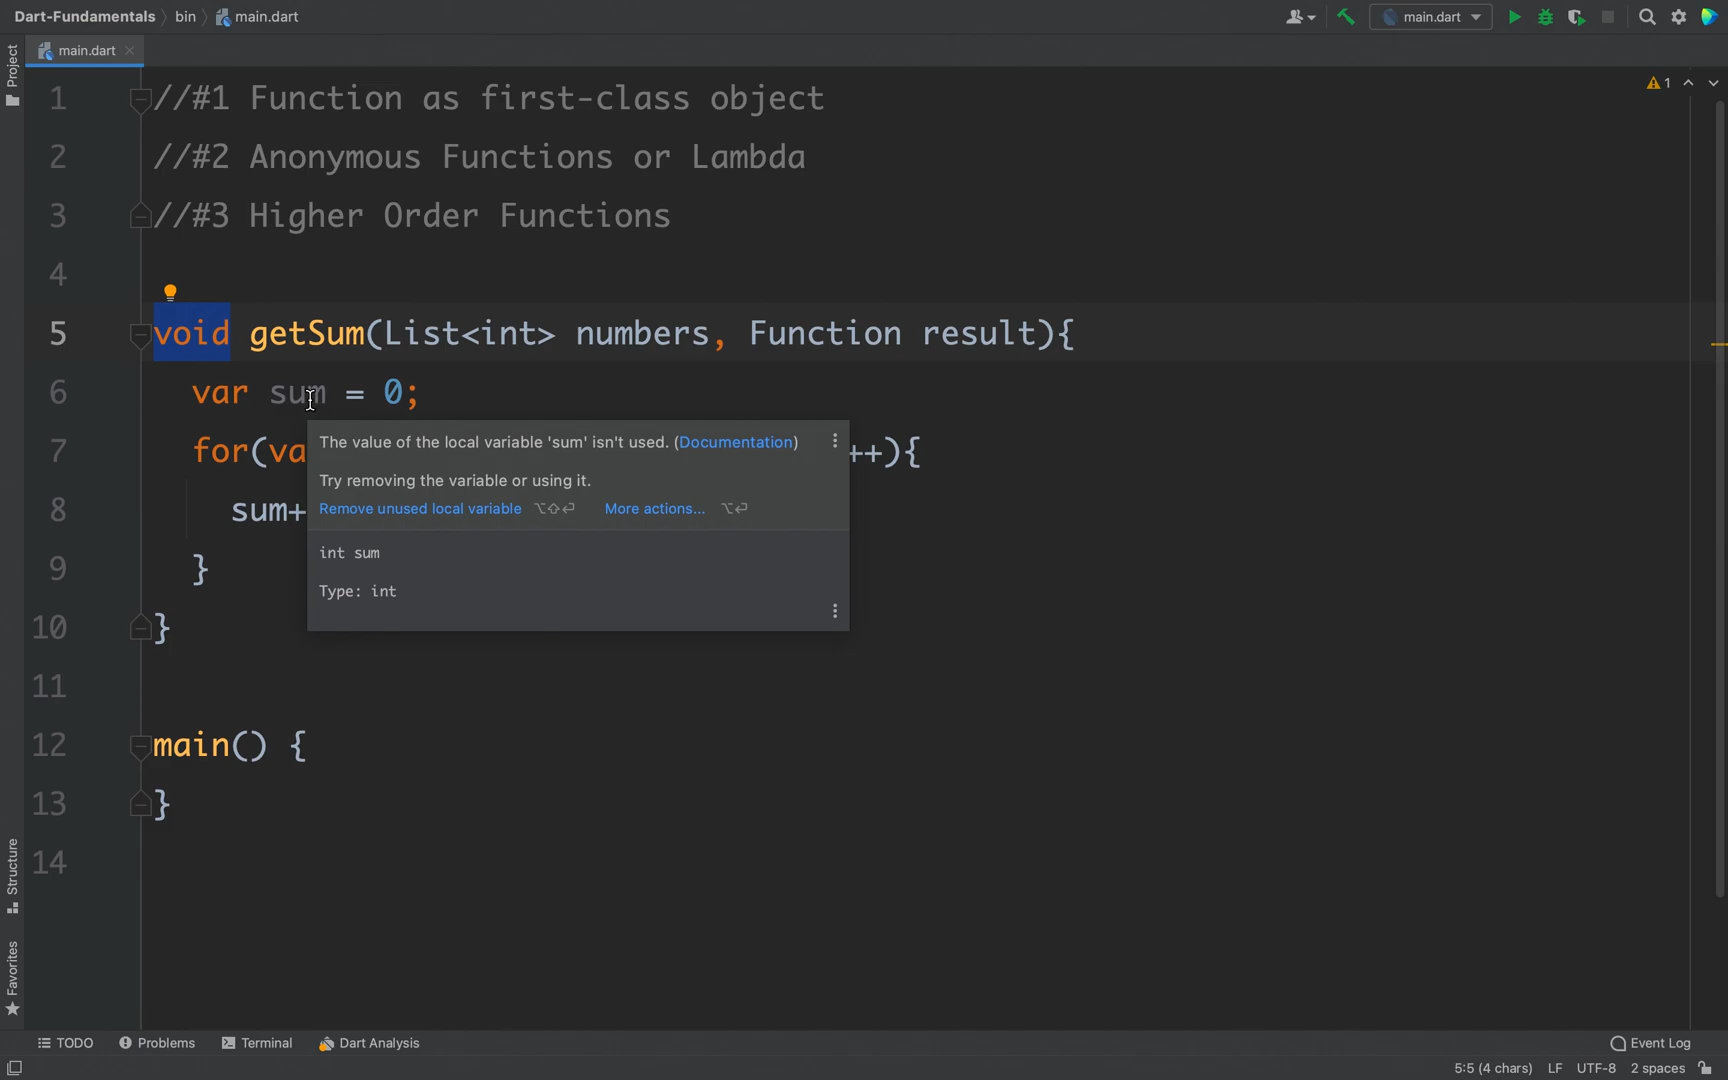 Dart-Fundamentals
bin
main.dart
main.dart
main.dart
Project
1
1 //#1 Function as first-class object
2 //#2 Anonymous Functions or Lambda
3 //#3 Higher Order Functions
4
5 void getSum(List<int> numbers, Function result){
6 var sum = 0;
7 for(va ++){
The value of the local variable 'sum' isn't used. (Documentation)
Try removing the variable or using it.
Remove unused local variable ⌥⇧⏎ More actions... ⌥⏎
int sum
Type: int
8 sum+
9 }
10 }
11
12 main() {
13 }
14
Structure
Favorites
TODO
Problems
Terminal
Dart Analysis
Event Log
5:5 (4 chars) LF UTF-8 2 spaces